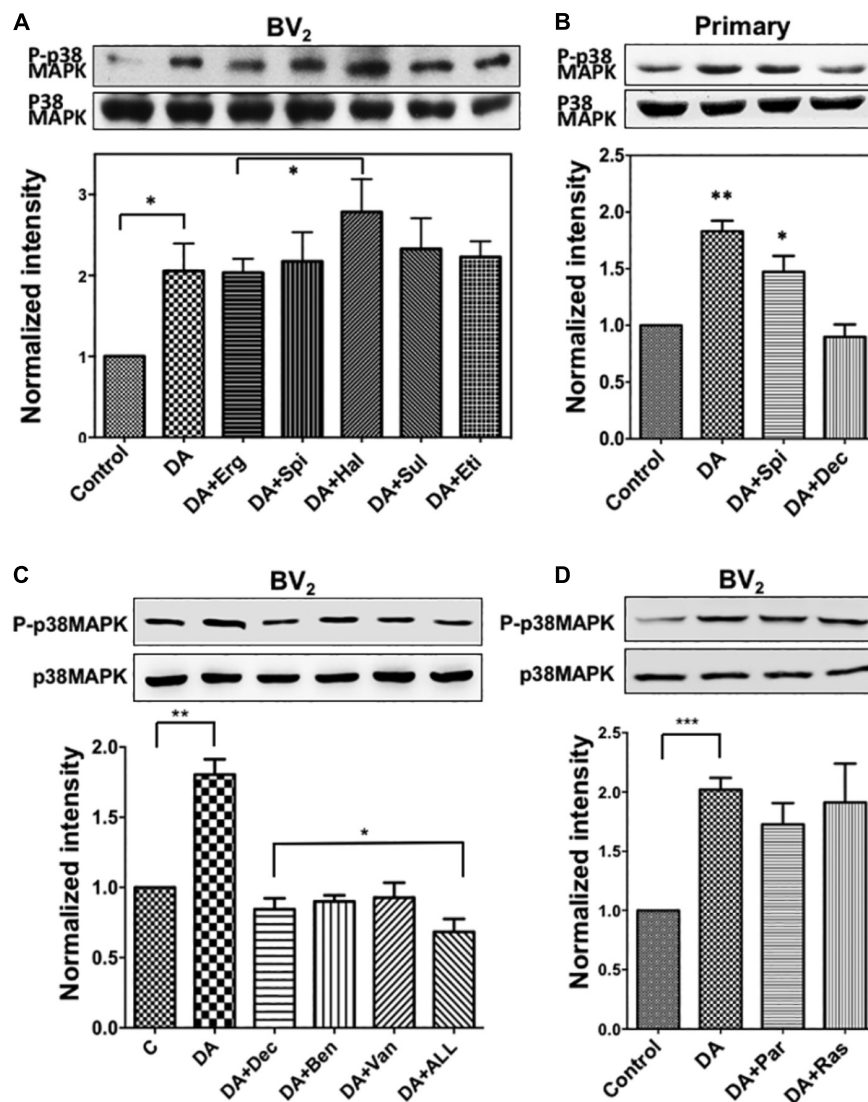 A
BV2
P-p38
MAPK
P38
MAPK
Normalized intensity
3
2
1
0
*
*
Control
DA
DA+Erg
DA+Spi
DA+Hal
DA+Sul
DA+Eti
B
Primary
P-p38
MAPK
P38
MAPK
Normalized intensity
2.5
2.0
1.5
1.0
0.5
0.0
**
*
Control
DA
DA+Spi
DA+Dec
C
BV2
P-p38MAPK
p38MAPK
Normalized intensity
2.0
1.5
1.0
0.5
0.0
**
*
C
DA
DA+Dec
DA+Ben
DA+Van
DA+ALL
D
BV2
P-p38MAPK
p38MAPK
Normalized intensity
2.5
2.0
1.5
1.0
0.5
0.0
***
Control
DA
DA+Par
DA+Ras